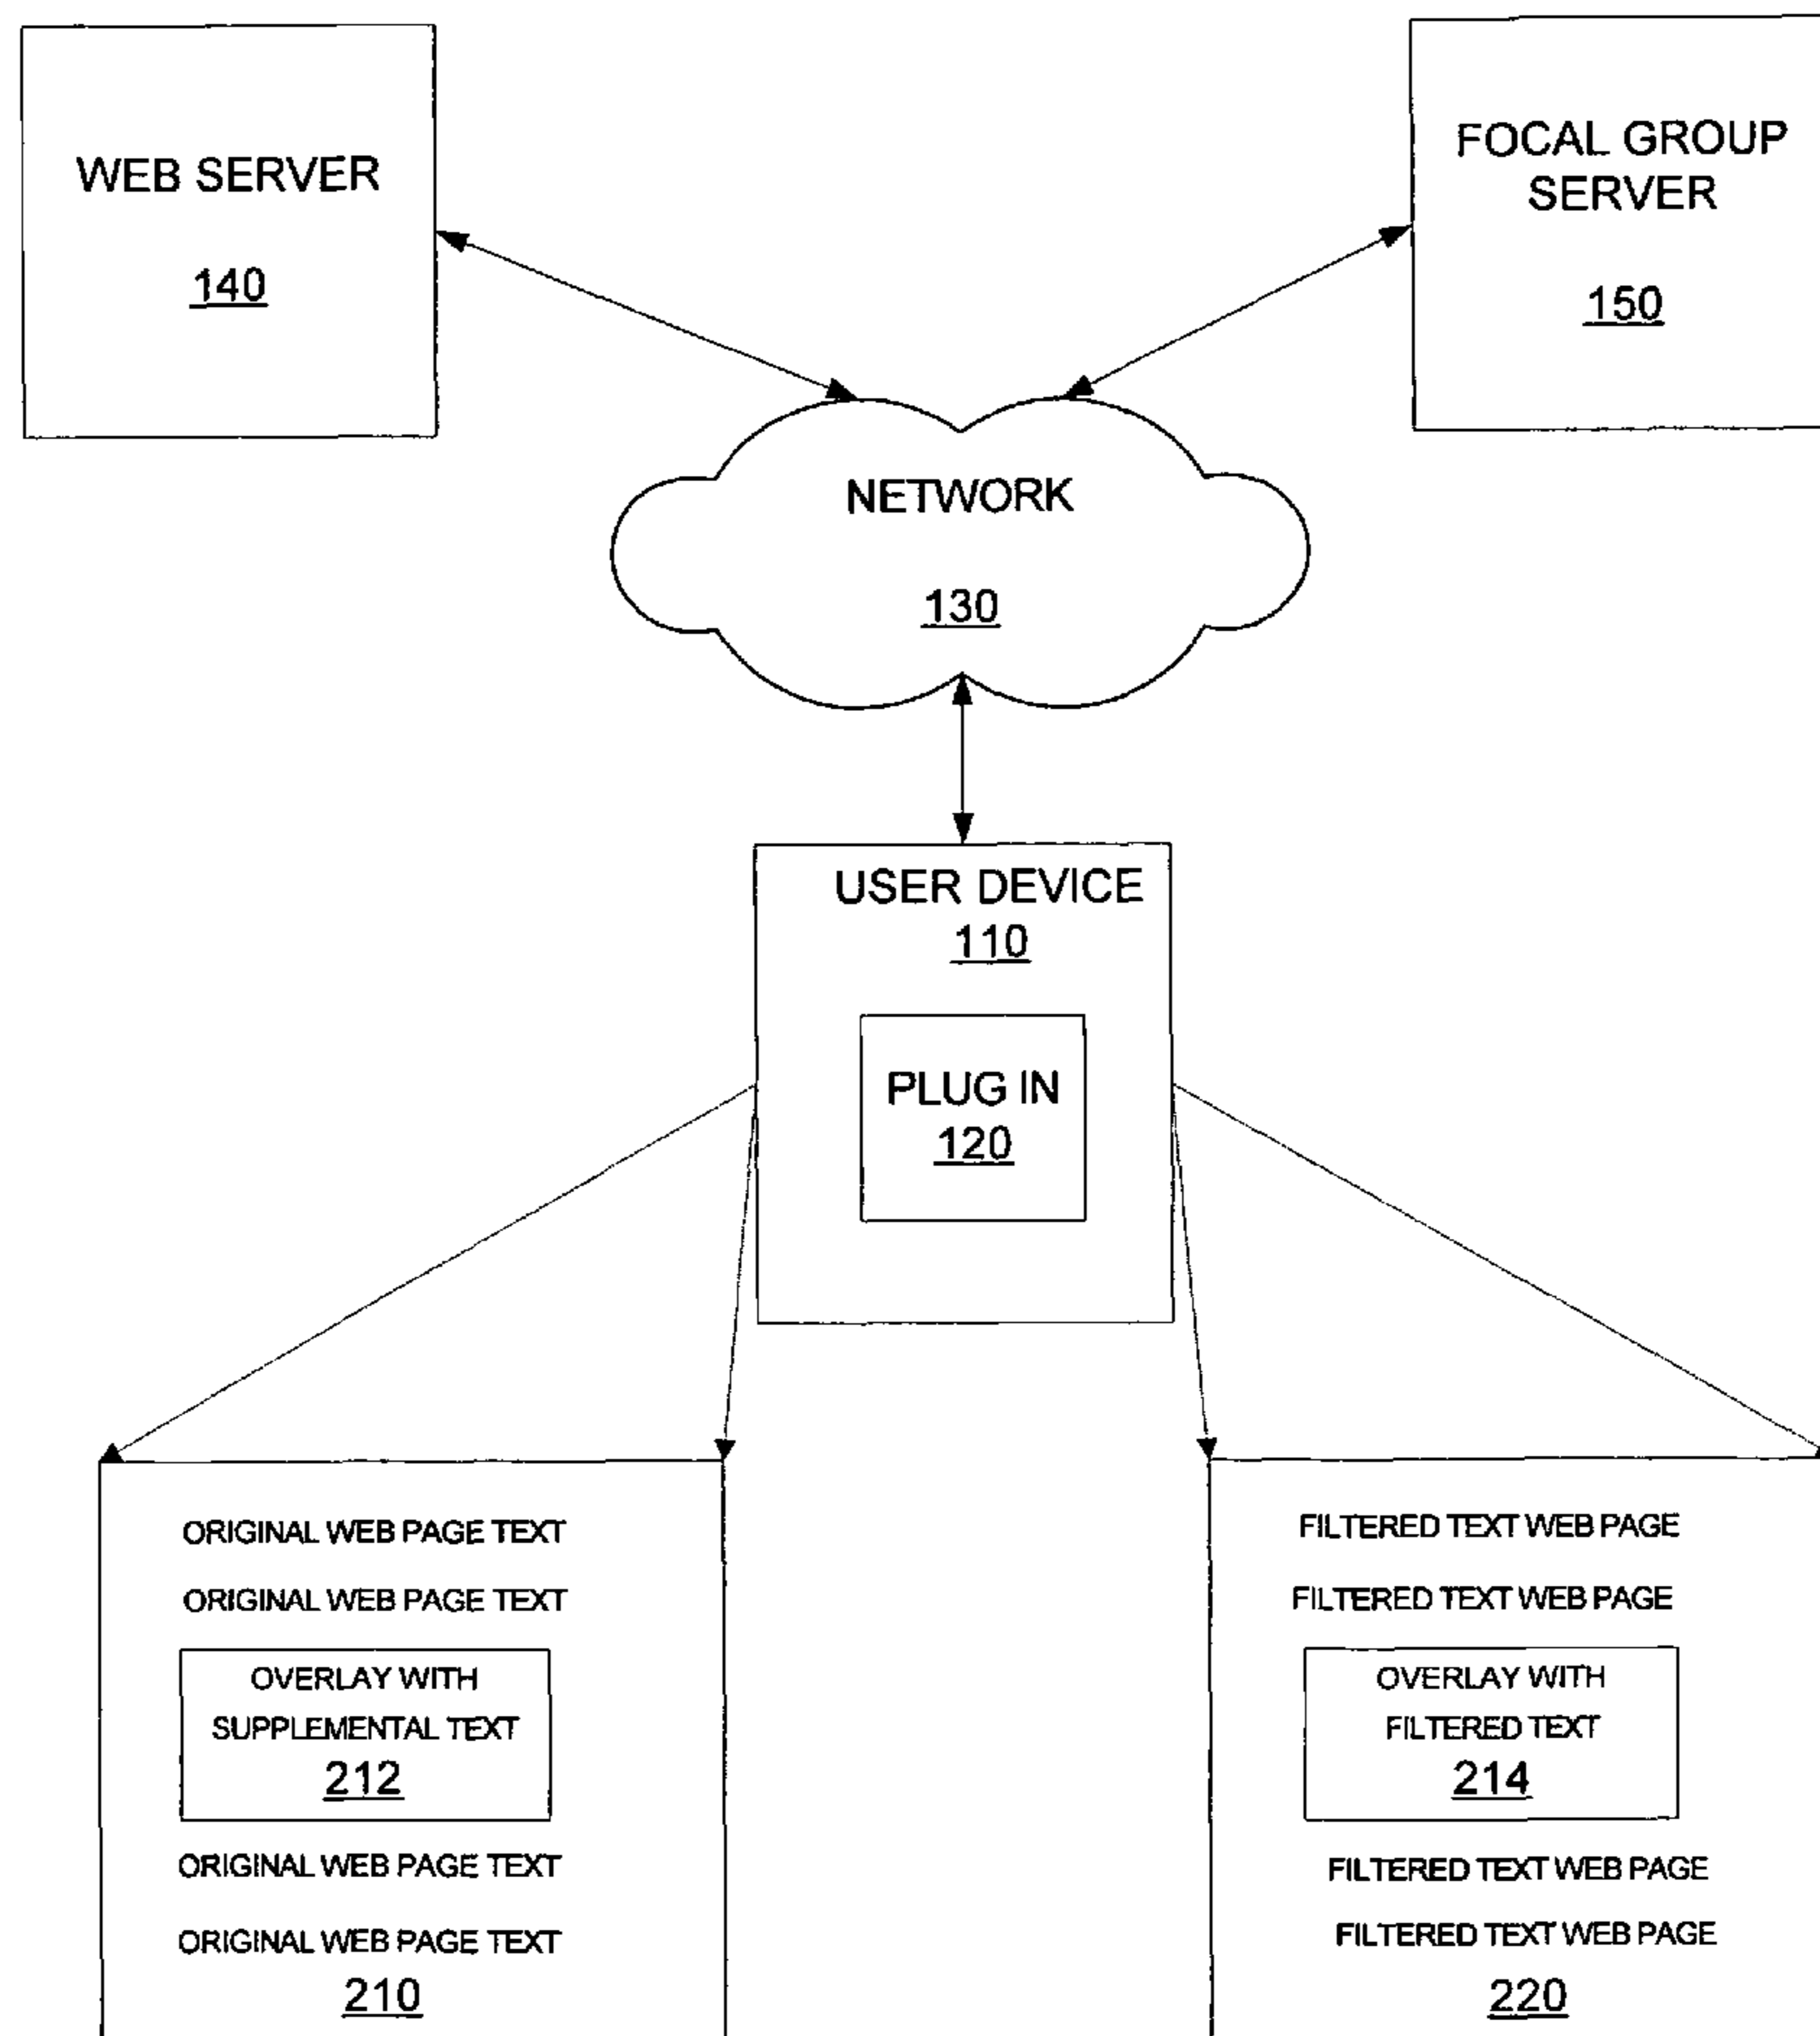 WEB SERVER
140
FOCAL GROUP
SERVER
150
NETWORK
130
USER DEVICE
110
PLUG IN
120
ORIGINAL WEB PAGE TEXT
ORIGINAL WEB PAGE TEXT
OVERLAY WITH
SUPPLEMENTAL TEXT
212
ORIGINAL WEB PAGE TEXT
ORIGINAL WEB PAGE TEXT
210
FILTERED TEXT WEB PAGE
FILTERED TEXT WEB PAGE
OVERLAY WITH
FILTERED TEXT
214
FILTERED TEXT WEB PAGE
FILTERED TEXT WEB PAGE
220